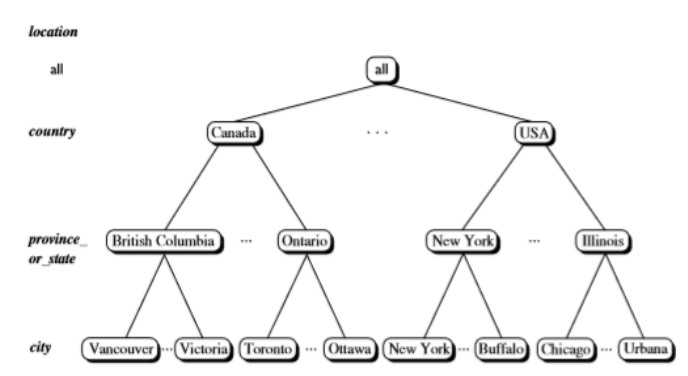 location
all all
country Canada . . . USA
province_ British Columbia ... Ontario New York ... Illinois
or_state
city Vancouver ... Victoria Toronto ... Ottawa New York ... Buffalo Chicago ... Urbana